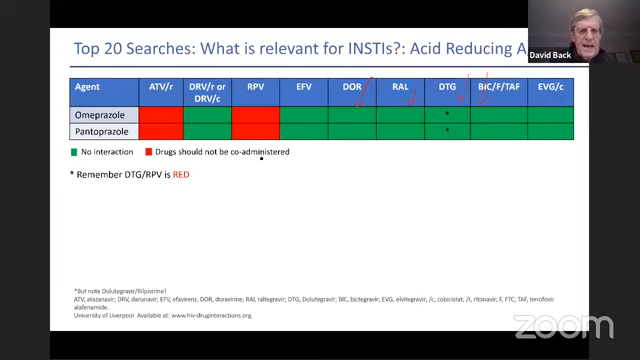 Top 20 Searches: What is relevant for INSTIs?: Acid Reducing A
David Back
Agent ATV/r DRV/r or DRV/c RPV EFV DOR RAL DTG BIC/F/TAF EVG/c
Omeprazole *
Pantoprazole *
No interaction Drugs should not be co-administered
* Remember DTG/RPV is RED
*But note Dolutegravir/Rilpivirine!
ATV, atazanavir; DRV, darunavir; EFV, efavirenz; DOR, doravirine, RAL raltegravir; DTG, Dolutegravir; BIC, bictegravir; EVG, elvitegravir; /c, cobicistat; /r, ritonavir; F, FTC; TAF, tenofovir
alafenamide.
University of Liverpool. Available at: www.hiv-druginteractions.org.
zoom